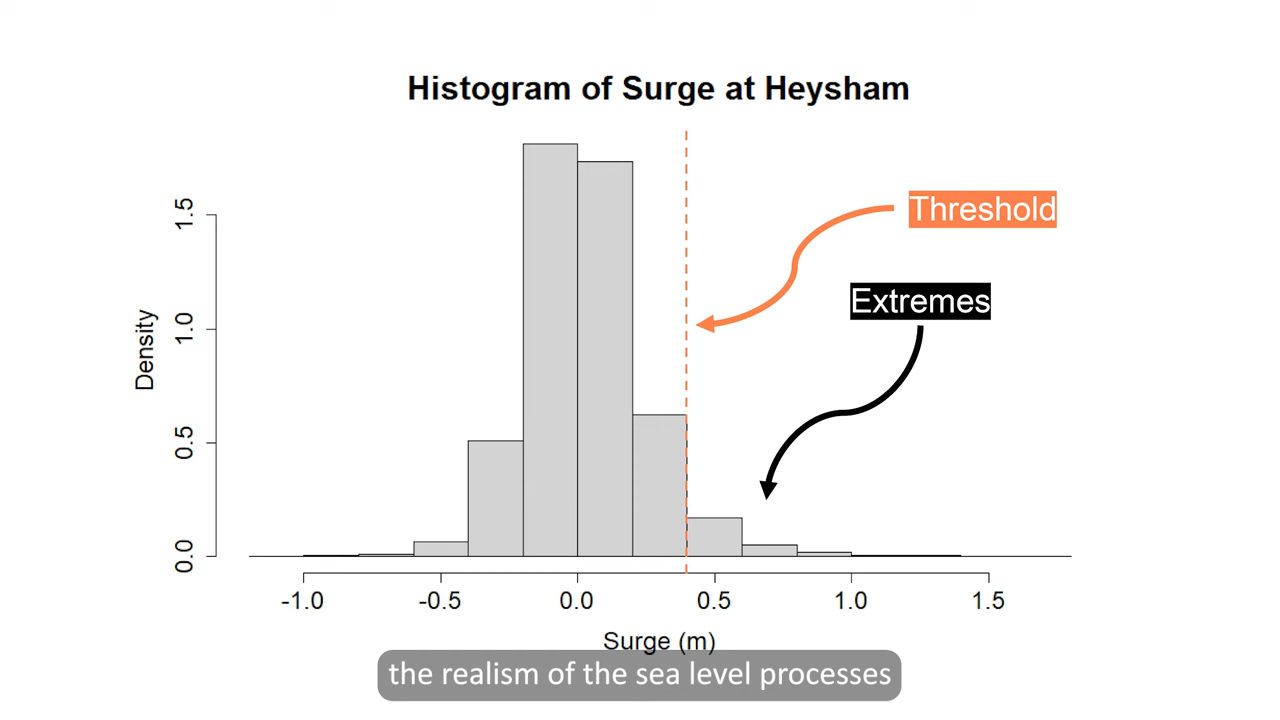 Histogram of Surge at Heysham
Threshold
Extremes
Density
1.5
1.0
0.5
0.0
-1.0 -0.5 0.0 0.5 1.0 1.5
Surge (m)
the realism of the sea level processes